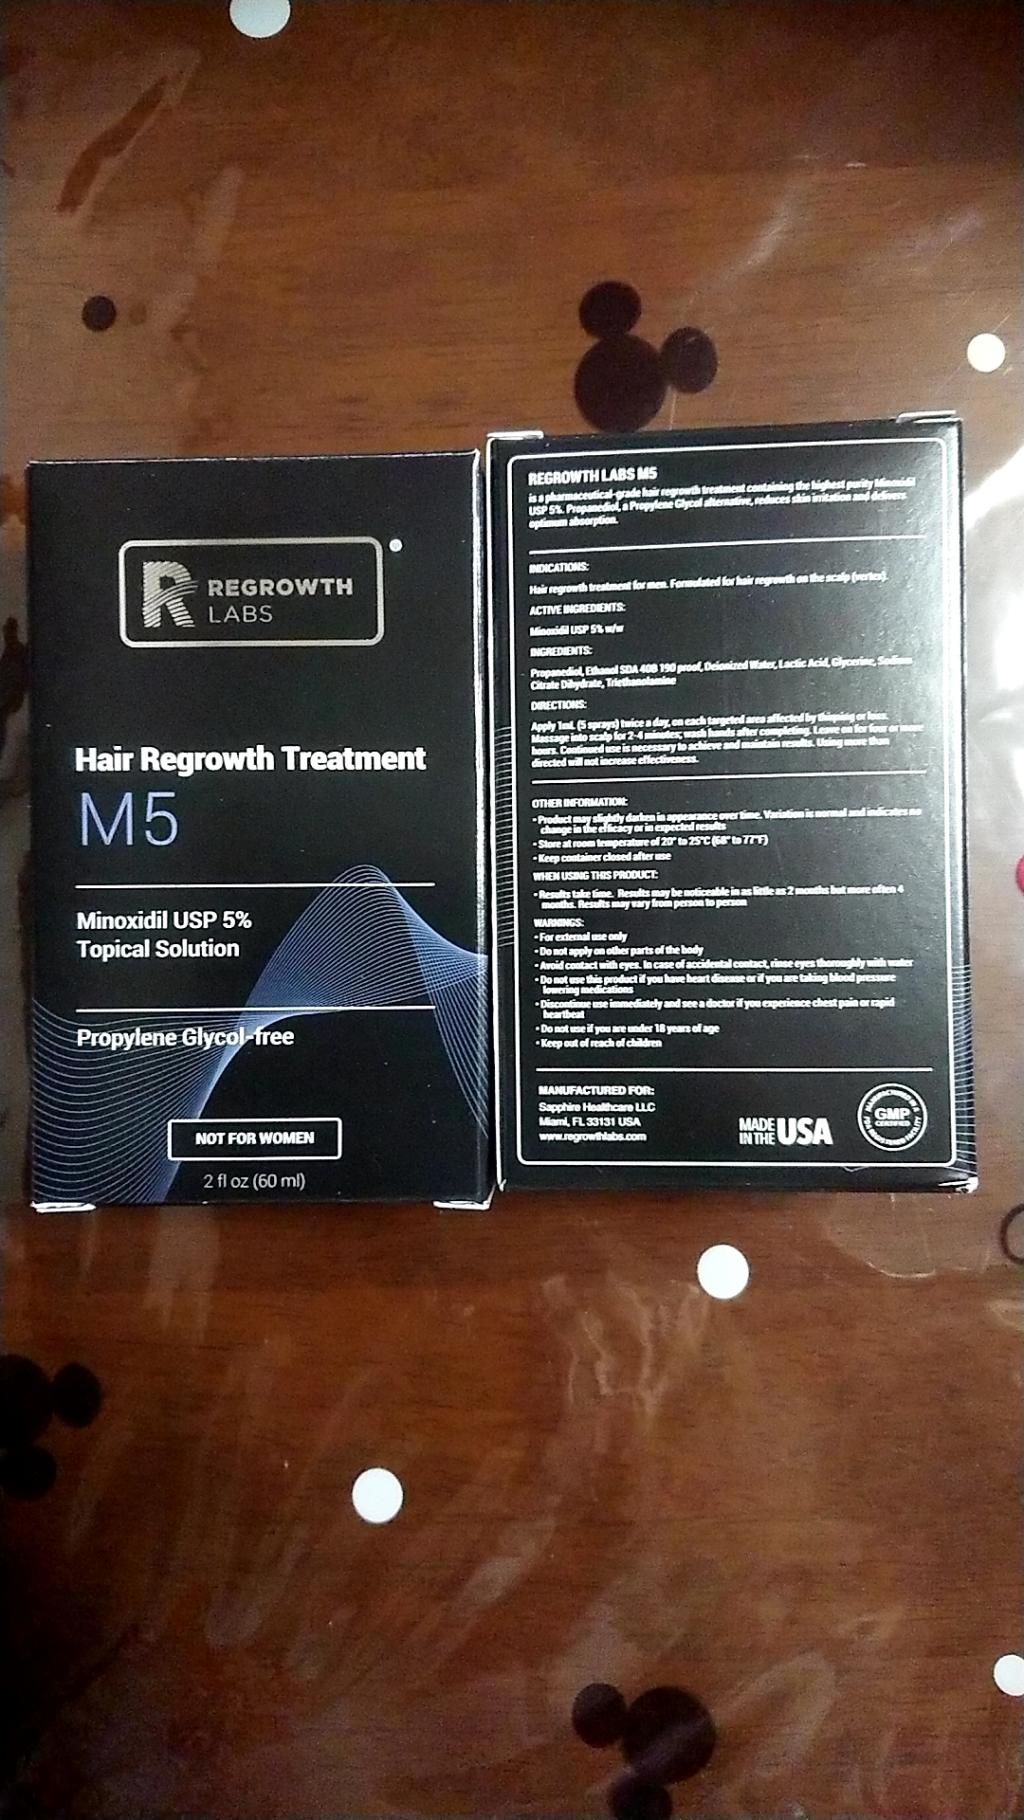 REGROWTH
LABS
Hair Regrowth Treatment
M5
Minoxidil USP 5%
Topical Solution
Propylene Glycol-free
NOT FOR WOMEN
2 fl oz (60 ml)
REGROWTH LABS M5
is a pharmaceutical-grade hair regrowth treatment containing the highest purity Minoxidil
USP 5%. Propanediol, a Propylene Glycol alternative, reduces skin irritation and delivers
optimum absorption.
INDICATIONS:
Hair regrowth treatment for men. Formulated for hair regrowth on the scalp (vertex).
ACTIVE INGREDIENTS:
Minoxidil USP 5% w/w
INGREDIENTS:
Propanediol, Ethanol SDA 40B 190 proof, Deionized Water, Lactic Acid, Glycerine, Sodium
Citrate Dihydrate, Triethanolamine
DIRECTIONS:
Apply 1mL (5 sprays) twice a day, on each targeted area affected by thinning or loss.
Massage into scalp for 2-4 minutes; wash hands after completing. Leave on for four or more
hours. Continued use is necessary to achieve and maintain results. Using more than
directed will not increase effectiveness.
OTHER INFORMATION:
• Product may slightly darken in appearance over time. Variation is normal and indicates no
change in the efficacy or in expected results
• Store at room temperature of 20° to 25°C (68° to 77°F)
• Keep container closed after use
WHEN USING THIS PRODUCT:
• Results take time. Results may be noticeable in as little as 2 months but more often 4
months. Results may vary from person to person
WARNINGS:
• For external use only
• Do not apply on other parts of the body
• Avoid contact with eyes. In case of accidental contact, rinse eyes thoroughly with water
• Do not use this product if you have heart disease or if you are taking blood pressure
lowering medications
• Discontinue use immediately and see a doctor if you experience chest pain or rapid
heartbeat
• Do not use if you are under 18 years of age
• Keep out of reach of children
MANUFACTURED FOR:
Sapphire Healthcare LLC
Miami, FL 33131 USA
www.regrowthlabs.com
MADE
IN THE USA
MANUFACTURED IN A
GMP
CERTIFIED
FDA REGISTERED FACILITY